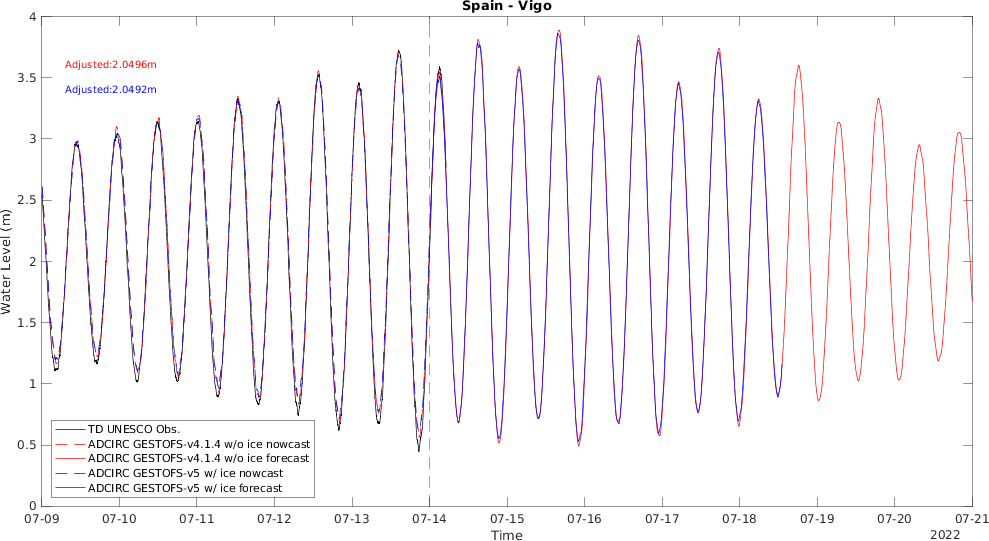 Spain - Vigo
Adjusted:2.0496m
Adjusted:2.0492m
Water Level (m)
4
3.5
3
2.5
2
1.5
1
0.5
0
TD UNESCO Obs.
ADCIRC GESTOFS-v4.1.4 w/o ice nowcast
ADCIRC GESTOFS-v4.1.4 w/o ice forecast
ADCIRC GESTOFS-v5 w/ ice nowcast
ADCIRC GESTOFS-v5 w/ ice forecast
07-09 07-10 07-11 07-12 07-13 07-14 07-15 07-16 07-17 07-18 07-19 07-20 07-21
Time
2022